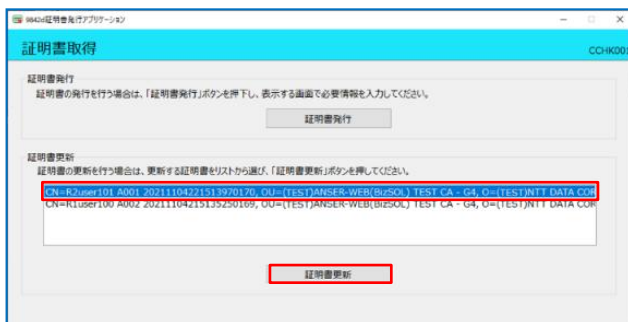 9842d証明書発行アプリケーション
証明書取得
CCHK001
証明書発行
証明書の発行を行う場合は、「証明書発行」ボタンを押下し、表示する画面で必要情報を入力してください。
証明書発行
証明書更新
証明書の更新を行う場合は、更新する証明書をリストから選び、「証明書更新」ボタンを押してください。
CN=R2user101 A001 20211104221513970170, OU=(TEST)ANSER-WEB(BizSOL) TEST CA - G4, O=(TEST)NTT DATA COR
CN=R1user100 A002 20211104215135250169, OU=(TEST)ANSER-WEB(BizSOL) TEST CA - G4, O=(TEST)NTT DATA COR
証明書更新